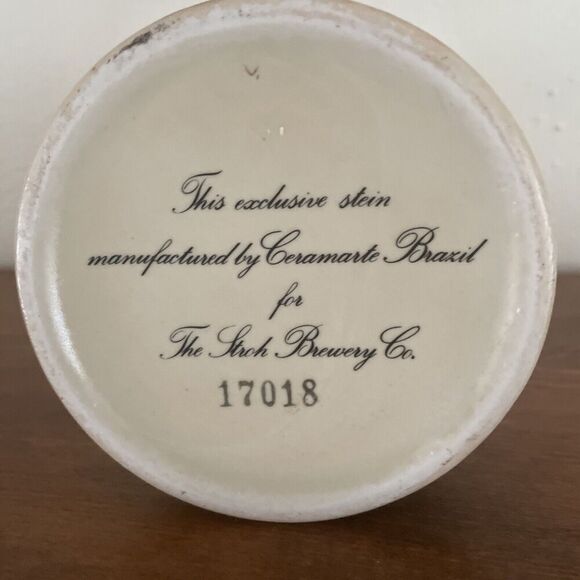 This exclusive stein
manufactured by Ceramarte Brazil
for
The Stroh Brewery Co.
17018